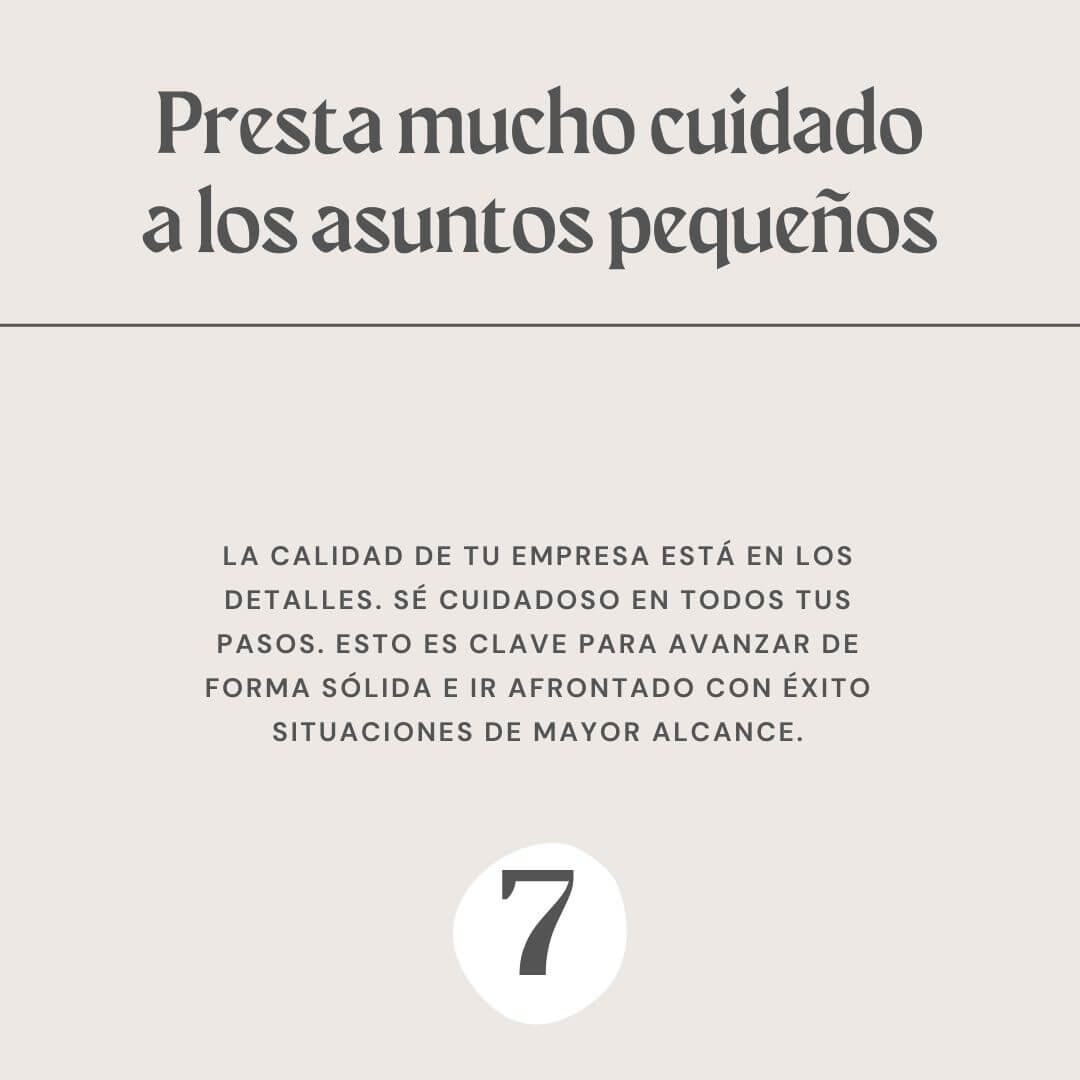 Presta mucho cuidado
a los asuntos pequeños
LA CALIDAD DE TU EMPRESA ESTÁ EN LOS
DETALLES. SÉ CUIDADOSO EN TODOS TUS
PASOS. ESTO ES CLAVE PARA AVANZAR DE
FORMA SÓLIDA E IR AFRONTADO CON ÉXITO
SITUACIONES DE MAYOR ALCANCE.
7